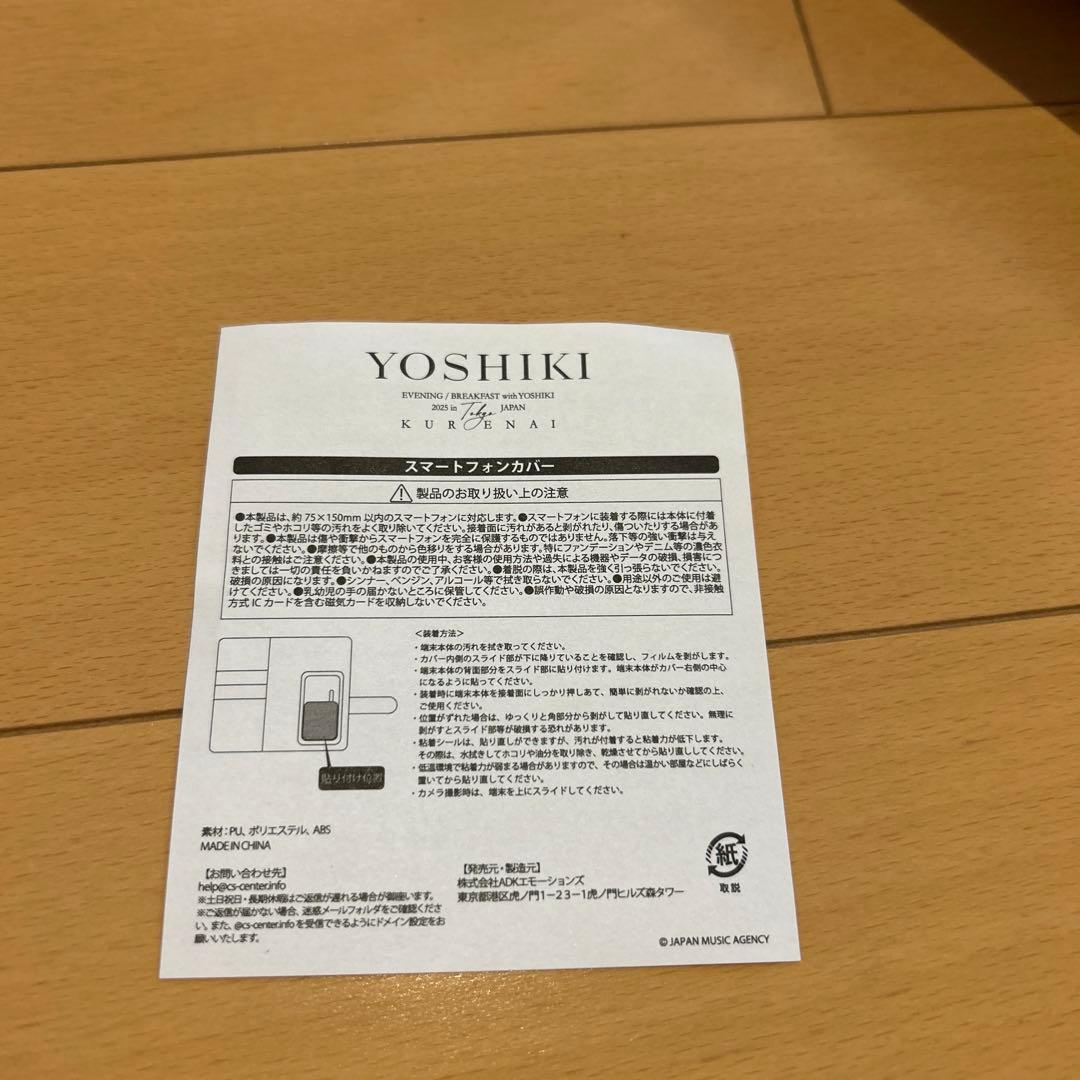 YOSHIKI
EVENING / BREAKFAST with YOSHIKI
2025 in Tokyo JAPAN
KURENAI
スマートフォンカバー
製品のお取り扱い上の注意
●本製品は、約75×150mm以内のスマートフォンに対応します。●スマートフォンに装着する際には本体に付着
したゴミやホコリ等の汚れをよく取り除いてください。接着面に汚れがあると剥がれたり、傷ついたりする場合があ
ります。●本製品は傷や衝撃からスマートフォンを完全に保護するものではありません。落下等の強い衝撃は与え
ないでください。●摩擦等で他のものから色移りをする場合があります。特にファンデーションやデニム等の濃色衣
料との接触はご注意ください。●本製品の使用中、お客様の使用方法や過失による機器やデータの破損、損害につ
きましては一切の責任を負いかねますのでご了承ください。●着脱の際は、本製品を強く引っ張らないでください。
破損の原因になります。●シンナー、ベンジン、アルコール等で拭き取らないでください。●用途以外のご使用は避
けてください。●乳幼児の手の届かないところに保管してください。●誤作動や破損の原因となりますので、非接触
方式ICカードを含む磁気カードを収納しないでください。
<装着方法>
・端末本体の汚れを拭き取ってください。
・カバー内側のスライド部が下に降りていることを確認し、フィルムを剥がします。
・端末本体の背面部分をスライド部に貼り付けます。端末本体がカバー右側の中心
になるように貼ってください。
・装着時に端末本体を接着面にしっかり押しあて、簡単に剥がれないか確認の上、
ご使用ください。
・位置がずれた場合は、ゆっくりと角部分から剥がして貼り直してください。無理に
剥がすとスライド部等が破損する恐れがあります。
・粘着シールは、貼り直しができますが、汚れが付着すると粘着力が低下します。
その際は、水拭きしてホコリや油分を取り除き、乾燥させてから貼り直ししてください。
・低温環境で粘着力が弱まる場合がありますので、その場合は温かい部屋などにしばらく
置いてから貼り直してください。
・カメラ撮影時は、端末を上にスライドしてください。
貼り付け位置
素材：PU、ポリエステル、ABS
MADE IN CHINA
【お問い合わせ先】
help@cs-center.info
※土日祝日・長期休暇はご返信が遅れる場合が御座います。
※ご返信が届かない場合、迷惑メールフォルダをご確認くださ
い。また、@cs-center.infoを受信できるようにドメイン設定をお
願いいたします。
【発売元・製造元】
株式会社ADKエモーションズ
東京都港区虎ノ門1-23-1虎ノ門ヒルズ森タワー
紙
取説
© JAPAN MUSIC AGENCY